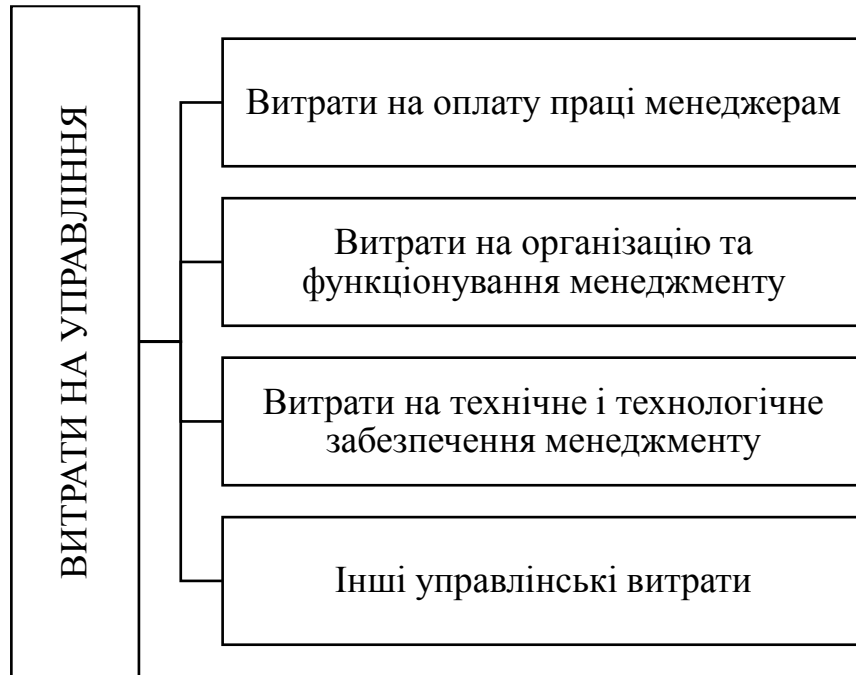 ВИТРАТИ НА УПРАВЛІННЯ
Витрати на оплату праці менеджерам
Витрати на організацію та
функціонування менеджменту
Витрати на технічне і технологічне
забезпечення менеджменту
Інші управлінські витрати